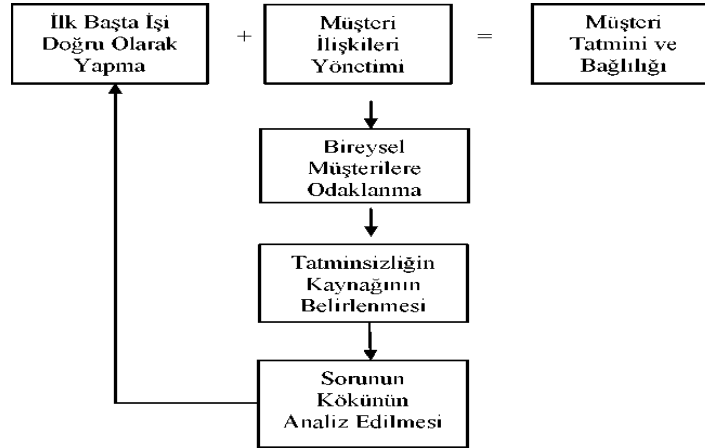 İlk Başta İşi
Doğru Olarak
Yapma
+
Müşteri
İlişkileri
Yönetimi
=
Müşteri
Tatmini ve
Bağlılığı
Bireysel
Müşterilere
Odaklanma
Tatminsizliğin
Kaynağının
Belirlenmesi
Sorunun
Kökünün
Analiz Edilmesi